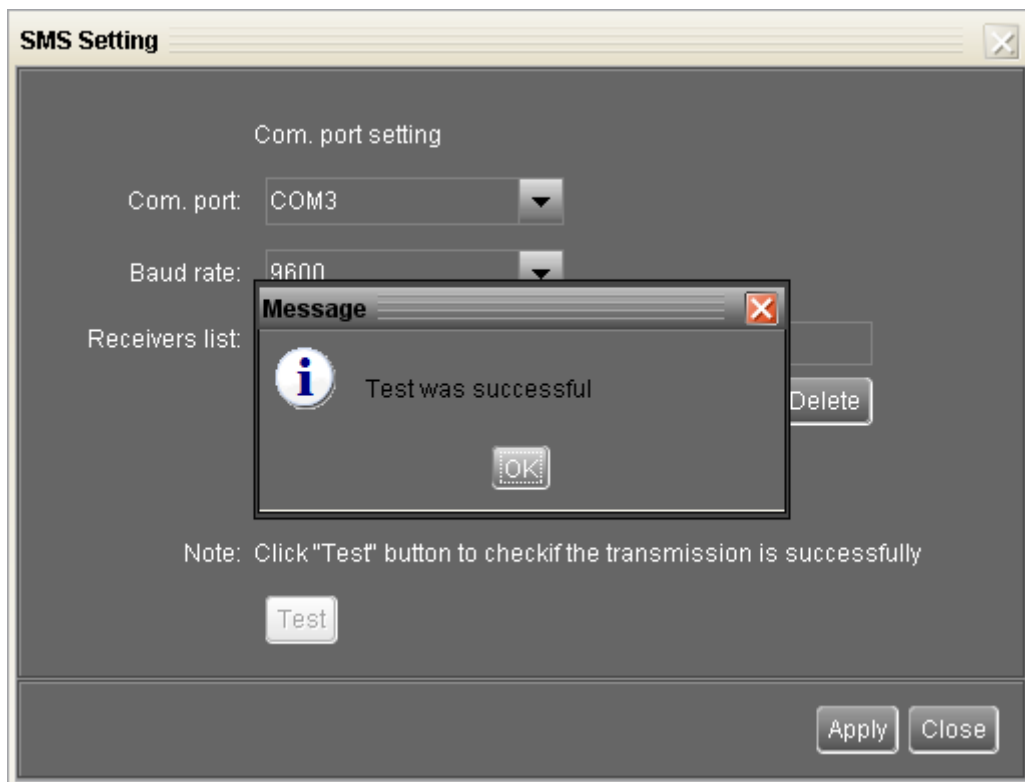 SMS Setting
Com. port setting
Com. port: COM3
Baud rate: 9600
Message
Receivers list:
i
Test was successful
Delete
OK
Note: Click "Test" button to checkif the transmission is successfully
Test
Apply Close